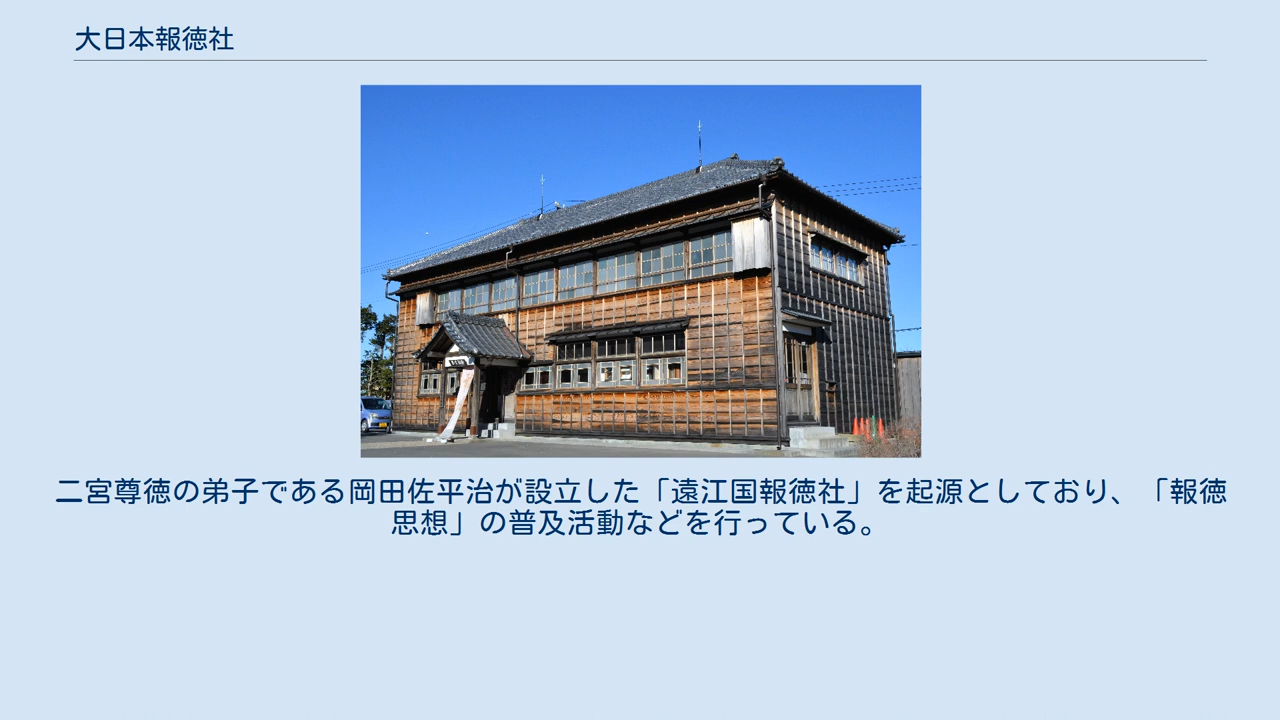 大日本報徳社
二宮尊徳の弟子である岡田佐平治が設立した「遠江国報徳社」を起源としており、「報徳
思想」の普及活動などを行っている。